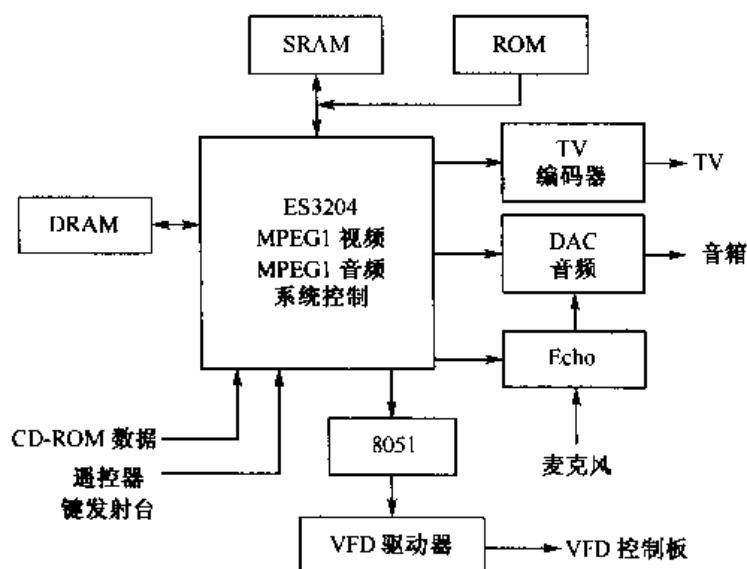 SRAM
ROM
TV
编码器
TV
ES3204
MPEG1 视频
MPEG1 音频
系统控制
DRAM
DAC
音频
音箱
Echo
CD-ROM 数据
遥控器
键发射台
8051
麦克风
VFD 驱动器
VFD 控制板